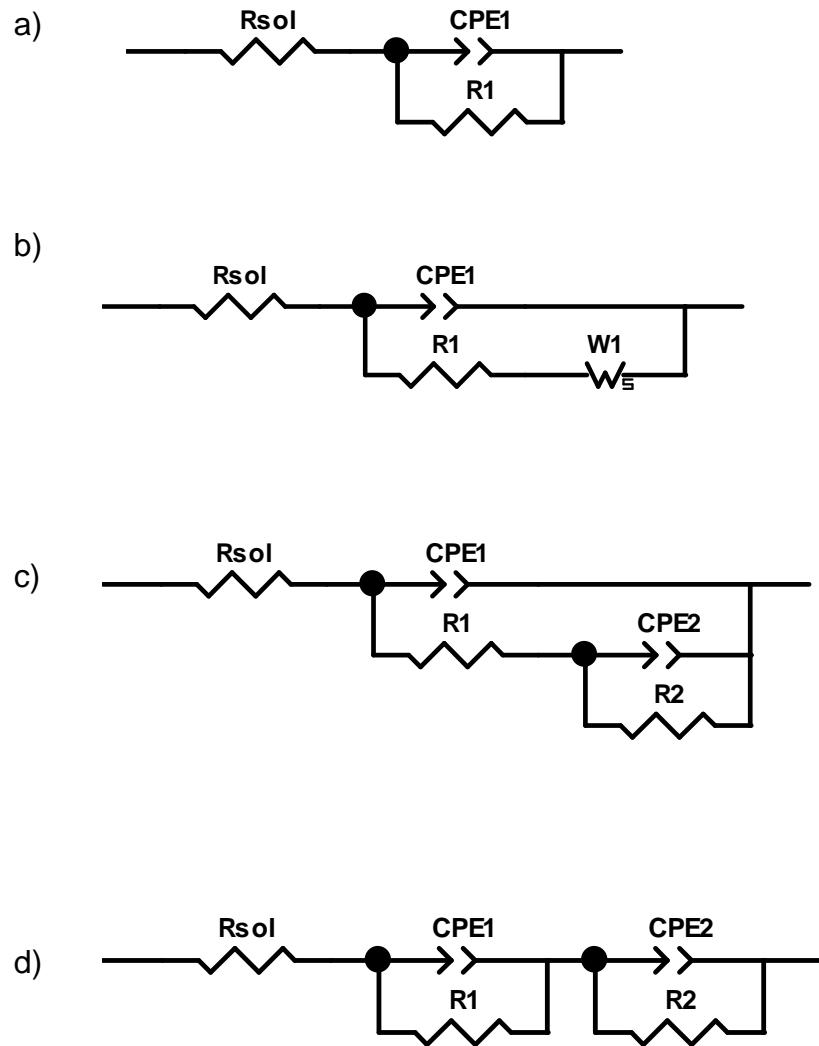 a)
Rsol CPE1
R1
b)
Rsol CPE1
R1 W1
s
c)
Rsol CPE1
R1 CPE2
R2
d)
Rsol CPE1 CPE2
R1 R2